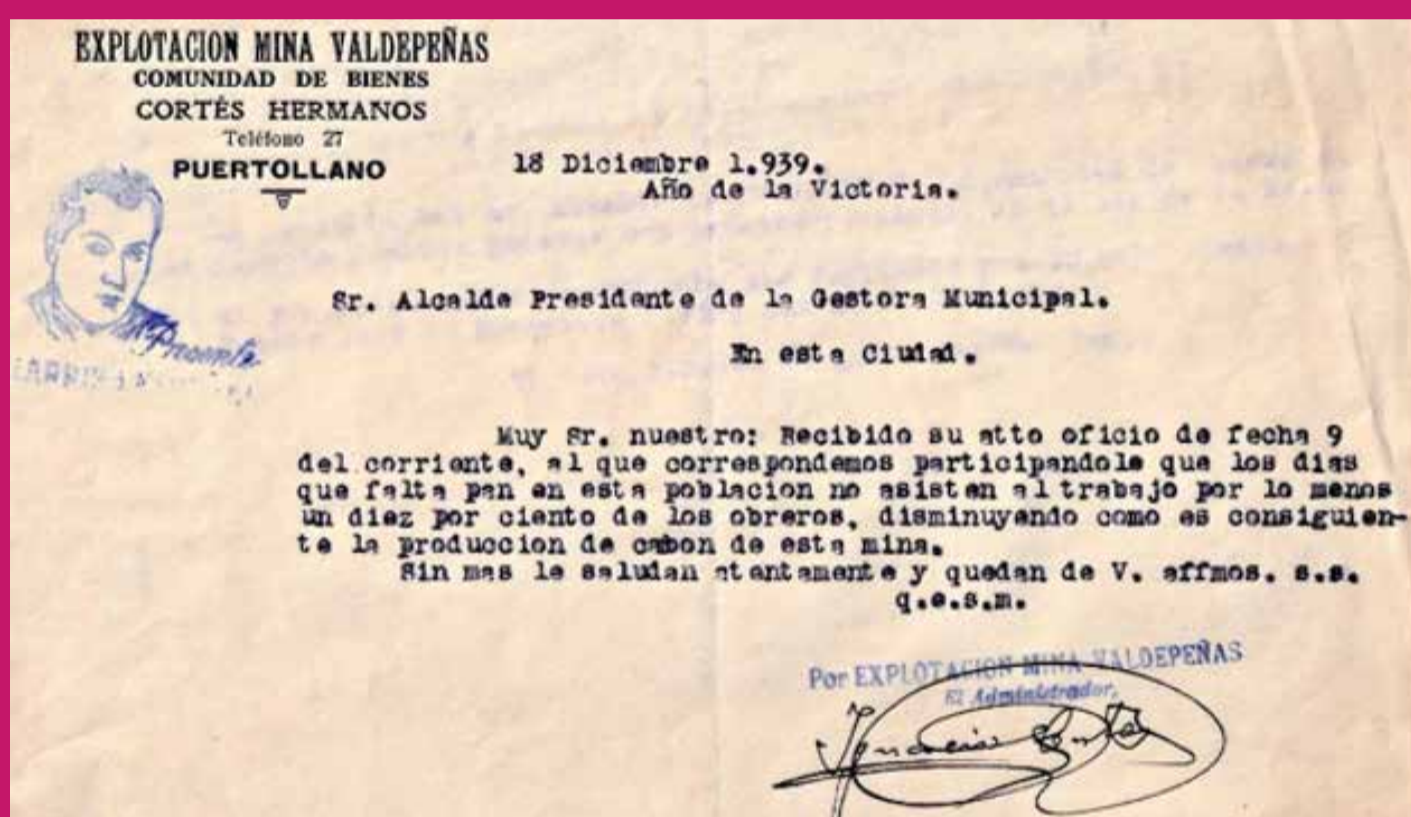 EXPLOTACION MINA VALDEPEÑAS
COMUNIDAD DE BIENES
CORTÉS HERMANOS
Teléfono 27
PUERTOLLANO
18 Diciembre 1.939.
Año de la Victoria.
Presente
Sr. Alcalde Presidente de la Gestora Municipal.
En esta Ciudad.
Muy Sr. nuestro: Recibido su atto oficio de fecha 9
del corriente, al que correspondemos participandole que los dias
que falta pan en esta poblacion no asisten al trabajo por lo menos
un diez por ciento de los obreros, disminuyendo como es consiguien-
te la produccion de cabon de esta mina.
Sin mas le saludan atentamente y quedan de V. affmos. s.s.
q.e.s.m.
Por EXPLOTACION MINA VALDEPEÑAS
El Administrador,
Ignacio Cortés